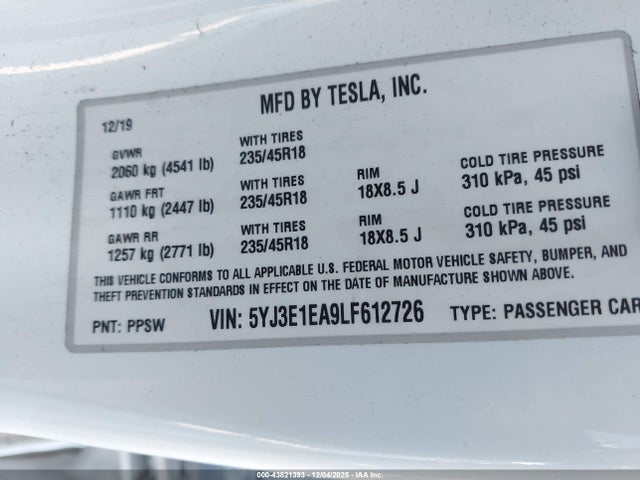 MFD BY TESLA, INC.
12/19
GVWR WITH TIRES
2060 kg (4541 lb) 235/45R18
GAWR FRT WITH TIRES RIM COLD TIRE PRESSURE
1110 kg (2447 lb) 235/45R18 18X8.5 J 310 kPa, 45 psi
GAWR RR WITH TIRES RIM COLD TIRE PRESSURE
1257 kg (2771 lb) 235/45R18 18X8.5 J 310 kPa, 45 psi
THIS VEHICLE CONFORMS TO ALL APPLICABLE U.S. FEDERAL MOTOR VEHICLE SAFETY, BUMPER, AND
THEFT PREVENTION STANDARDS IN EFFECT ON THE DATE OF MANUFACTURE SHOWN ABOVE.
PNT: PPSW VIN: 5YJ3E1EA9LF612726 TYPE: PASSENGER CAR
000-43821393 - 12/04/2025 - IAA Inc.